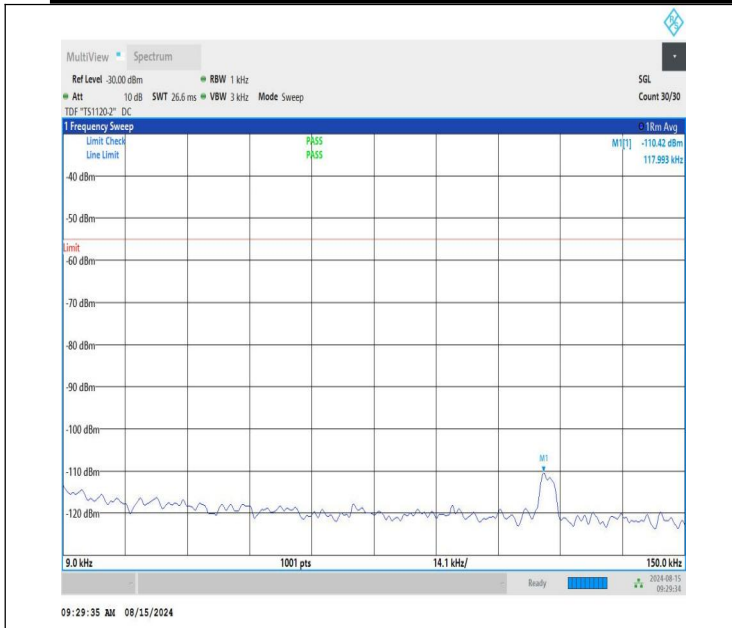 R S
MultiView Spectrum
Ref Level -30.00 dBm RBW 1 kHz SGL
Att 10 dB SWT 26.6 ms VBW 3 kHz Mode Sweep Count 30/30
TDF "TS1120-2" DC
1 Frequency Sweep 1Rm Avg
Limit Check PASS M1[1] -110.42 dBm
Line Limit PASS 117.993 kHz
-40 dBm
-50 dBm
Limit
-60 dBm
-70 dBm
-80 dBm
-90 dBm
-100 dBm
M1
-110 dBm
-120 dBm
9.0 kHz 1001 pts 14.1 kHz/ 150.0 kHz
Ready 2024-08-15
09:29:34
09:29:35 AM 08/15/2024